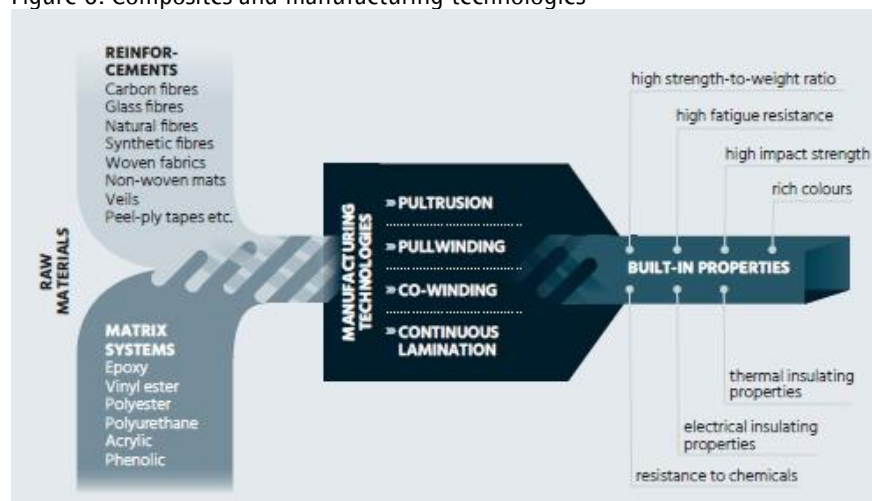 Figure 6: Composites and manufacturing technologies
REINFOR-
CEMENTS
Carbon fibres
Glass fibres
Natural fibres
Synthetic fibres
Woven fabrics
Non-woven mats
Veils
Peel-ply tapes etc.
RAW
MATERIALS
MATRIX
SYSTEMS
Epoxy
Vinyl ester
Polyester
Polyurethane
Acrylic
Phenolic
MANUFACTURING
TECHNOLOGIES
» PULTRUSION
» PULLWINDING
» CO-WINDING
» CONTINUOUS
LAMINATION
high strength-to-weight ratio
high fatigue resistance
high impact strength
rich colours
BUILT-IN PROPERTIES
thermal insulating
properties
electrical insulating
properties
resistance to chemicals